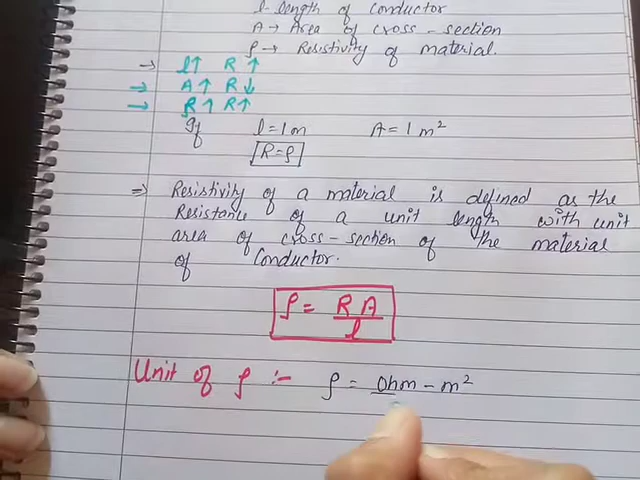 l- length of conductor
A → Area of cross - section
ρ → Resistivity of material.
→ l↑ R ↑
→ A ↑ R ↓
→ ρ ↑ R↑
If l = 1m A = 1 m²
R = ρ
⇒ Resistivity of a material is defined as the
Resistance of a unit length with unit
area of cross - section of the material
of Conductor.
ρ = R A / l
Unit of ρ :- ρ = Ohm - m²